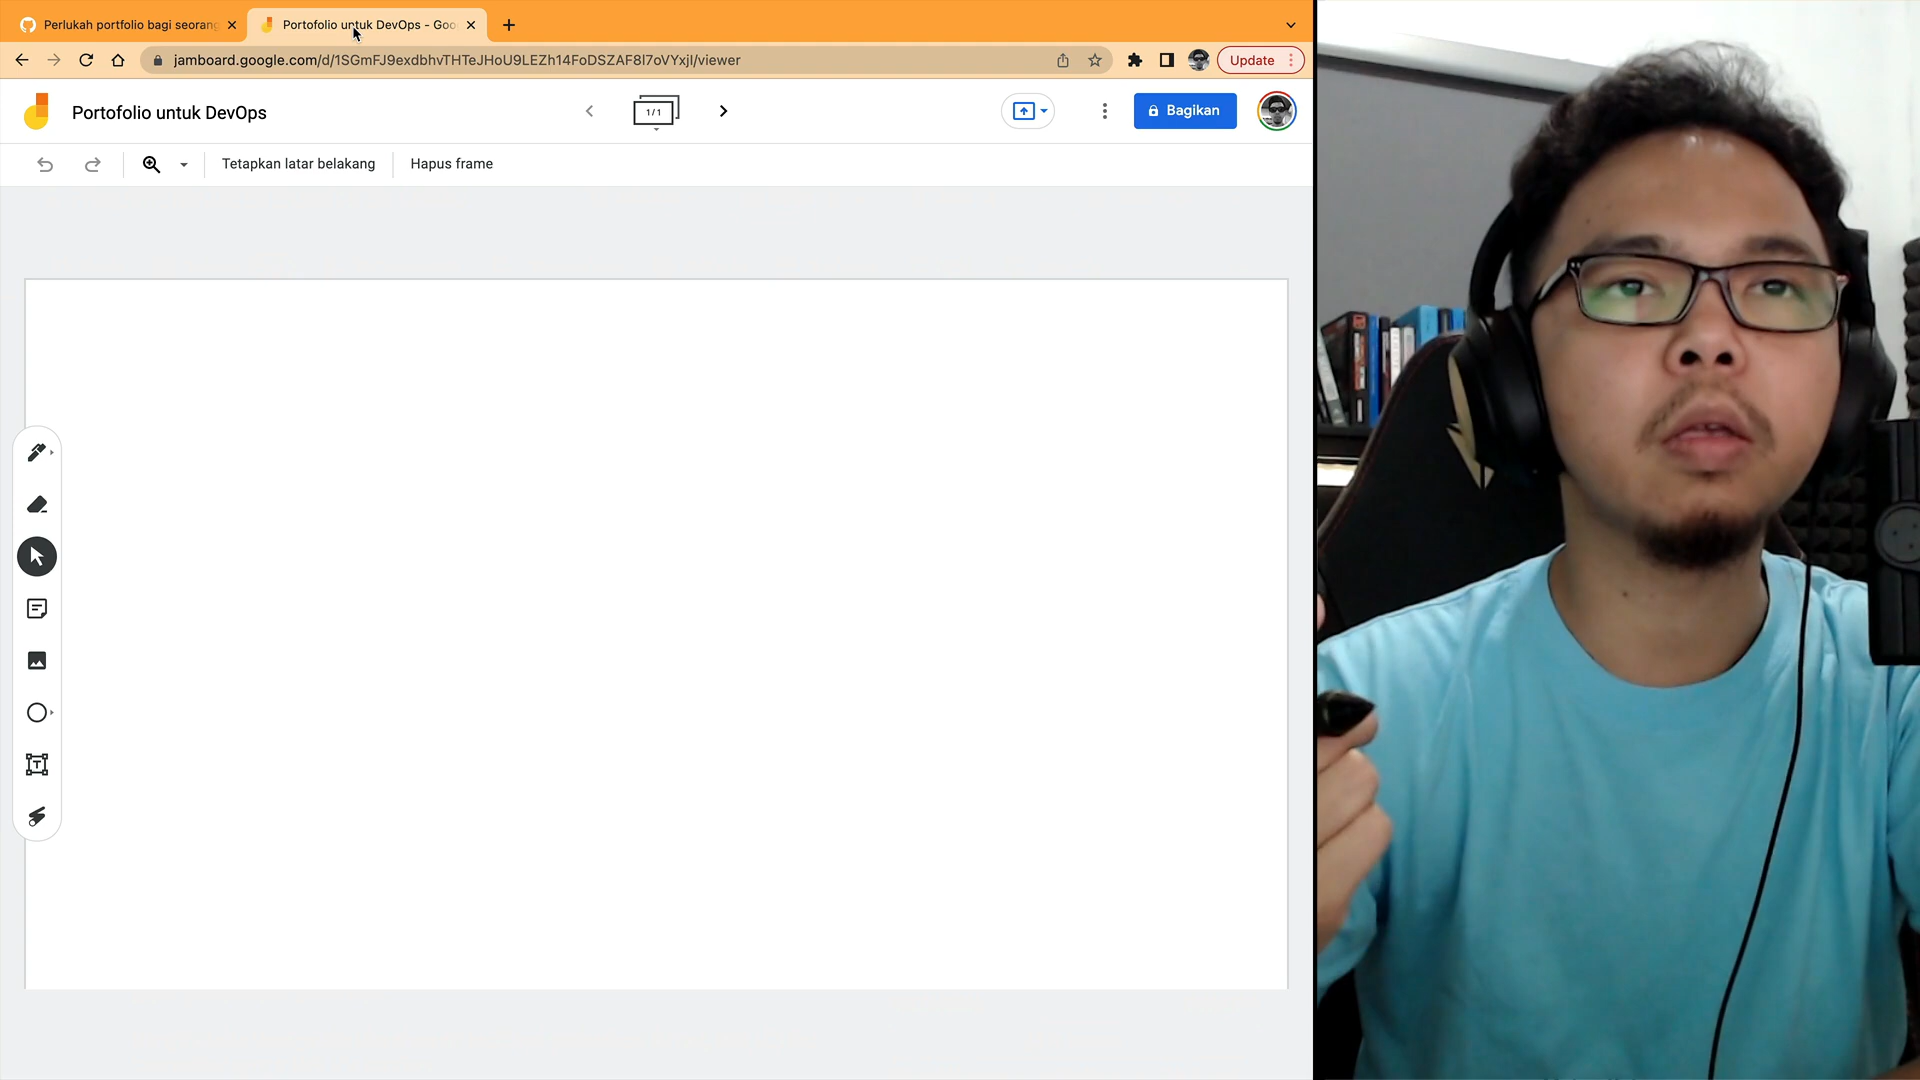 Perlukah portfolio bagi seorang
Portofolio untuk DevOps - Goo
jamboard.google.com/d/1SGmFJ9exdbhvTHTeJHoU9LEZh14FoDSZAF8l7oVYxjI/viewer
Update
Portofolio untuk DevOps
1/1
Bagikan
Tetapkan latar belakang
Hapus frame